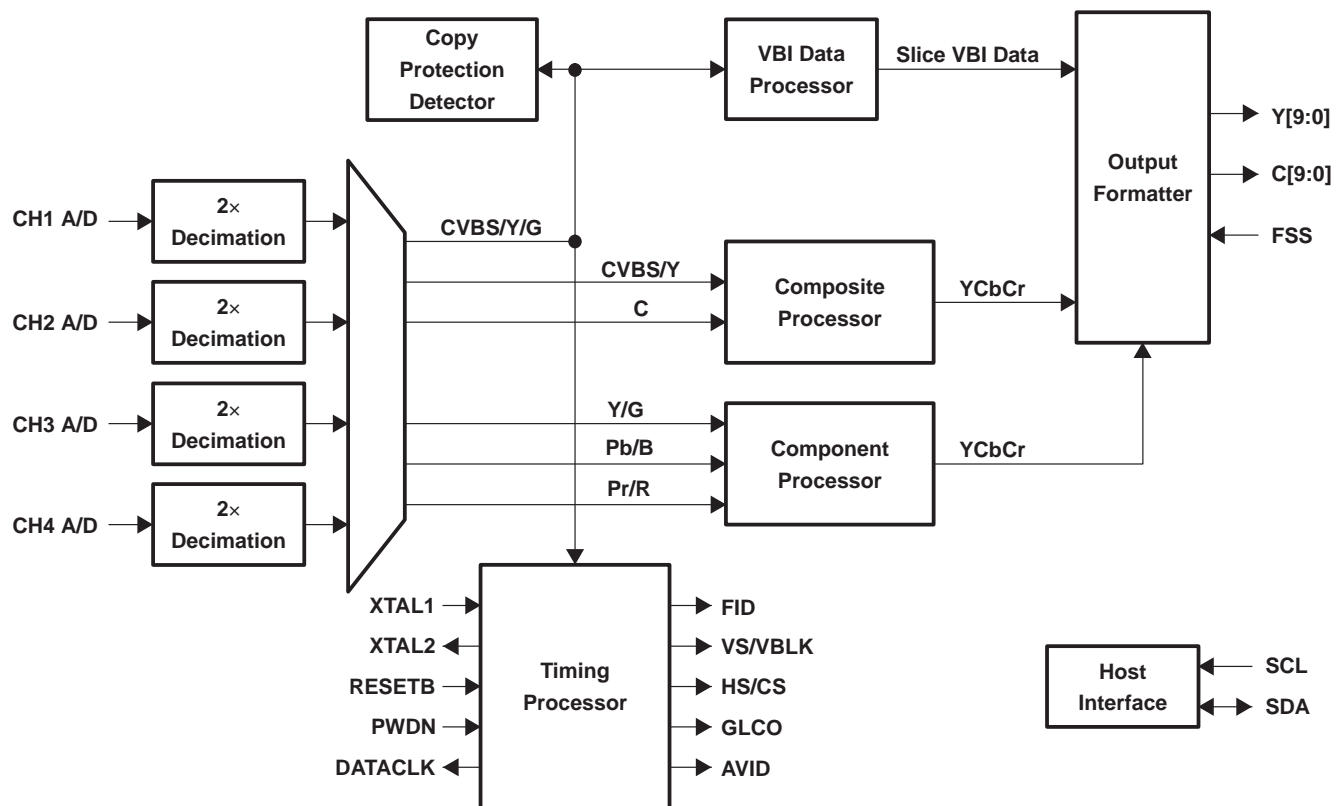 Copy
Protection
Detector
VBI Data
Processor
Slice VBI Data
Output
Formatter
Y[9:0]
C[9:0]
FSS
CH1 A/D
2×
Decimation
CVBS/Y/G
CH2 A/D
2×
Decimation
CVBS/Y
C
Composite
Processor
YCbCr
CH3 A/D
2×
Decimation
Y/G
Pb/B
Pr/R
Component
Processor
YCbCr
CH4 A/D
2×
Decimation
XTAL1
XTAL2
RESETB
PWDN
DATACLK
Timing
Processor
FID
VS/VBLK
HS/CS
GLCO
AVID
Host
Interface
SCL
SDA